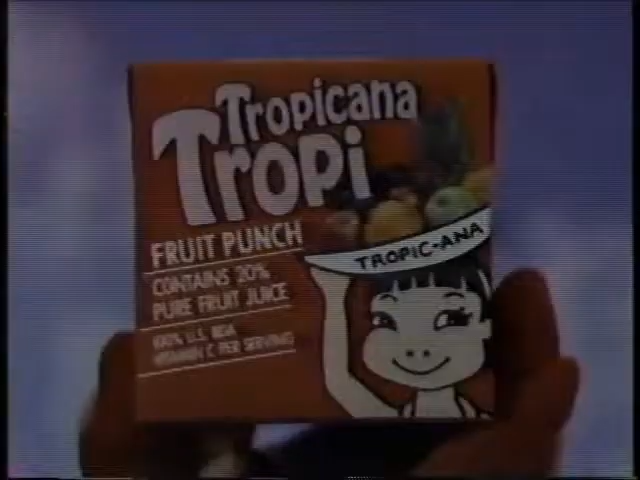 Tropicana
Tropi
FRUIT PUNCH
TROPIC-ANA
CONTAINS 20%
PURE FRUIT JUICE
100% U.S. RDA
VITAMIN C PER SERVING